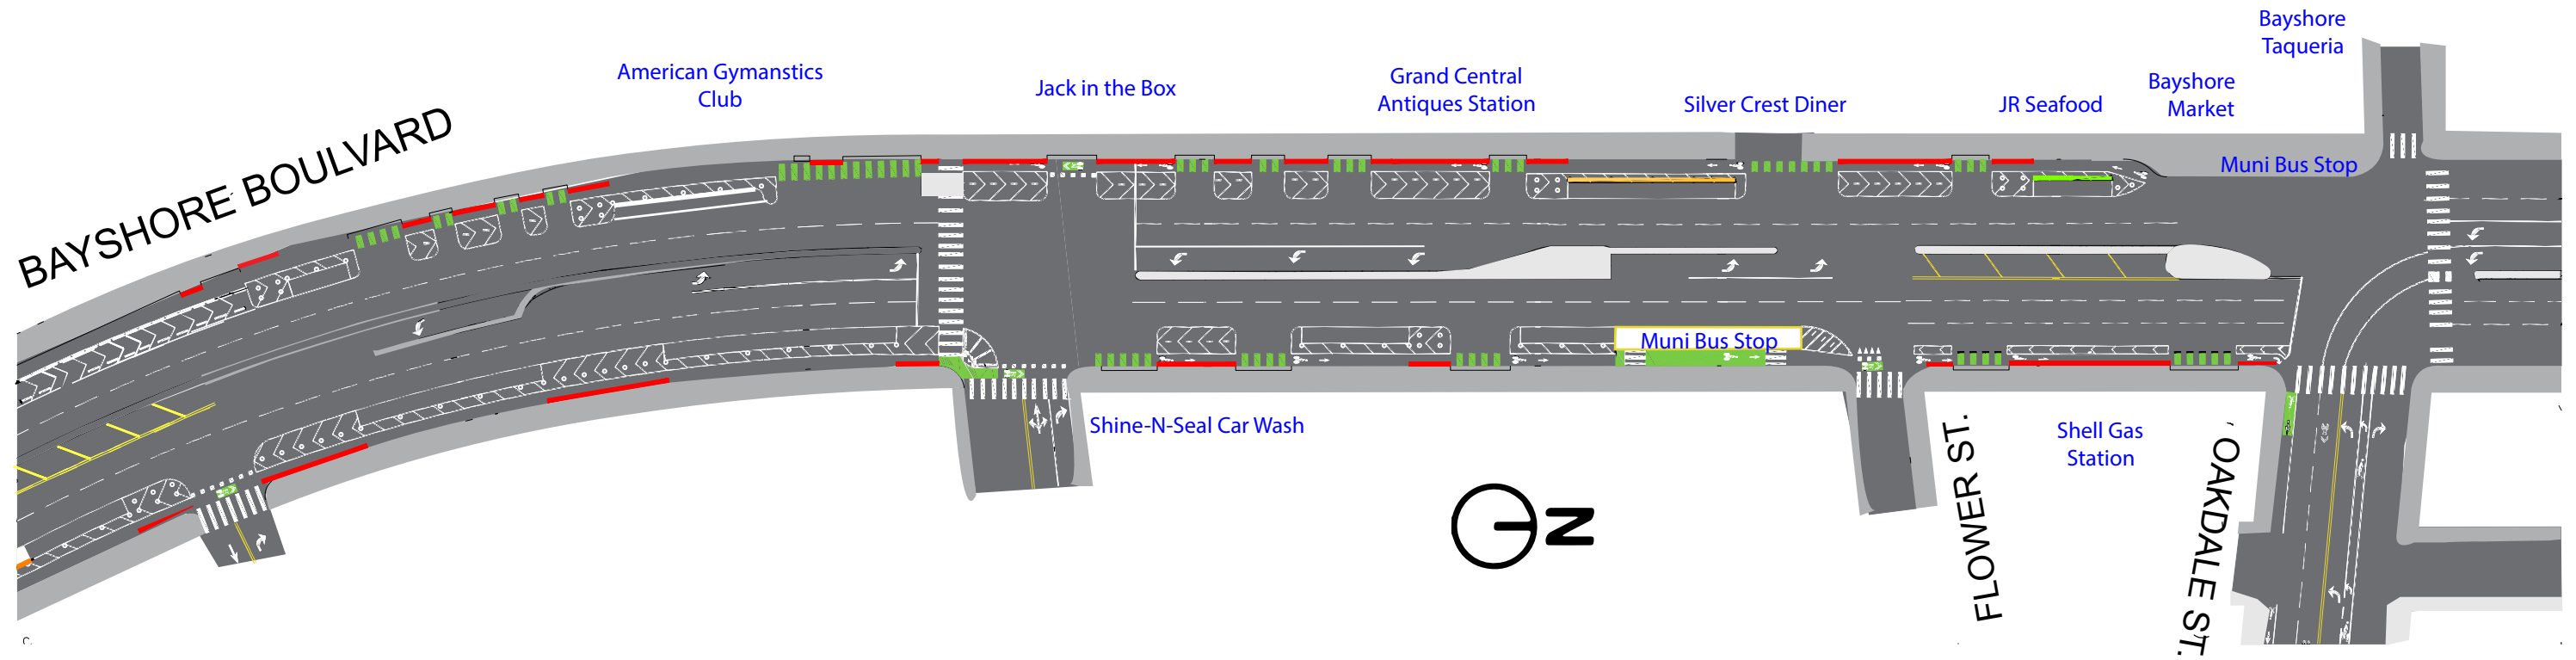 Bayshore
Taqueria
American Gymanstics
Club
Jack in the Box
Grand Central
Antiques Station
Silver Crest Diner
JR Seafood
Bayshore
Market
BAYSHORE BOULVARD
Muni Bus Stop
Muni Bus Stop
Shine-N-Seal Car Wash
Shell Gas
Station
FLOWER ST.
OAKDALE ST.
N